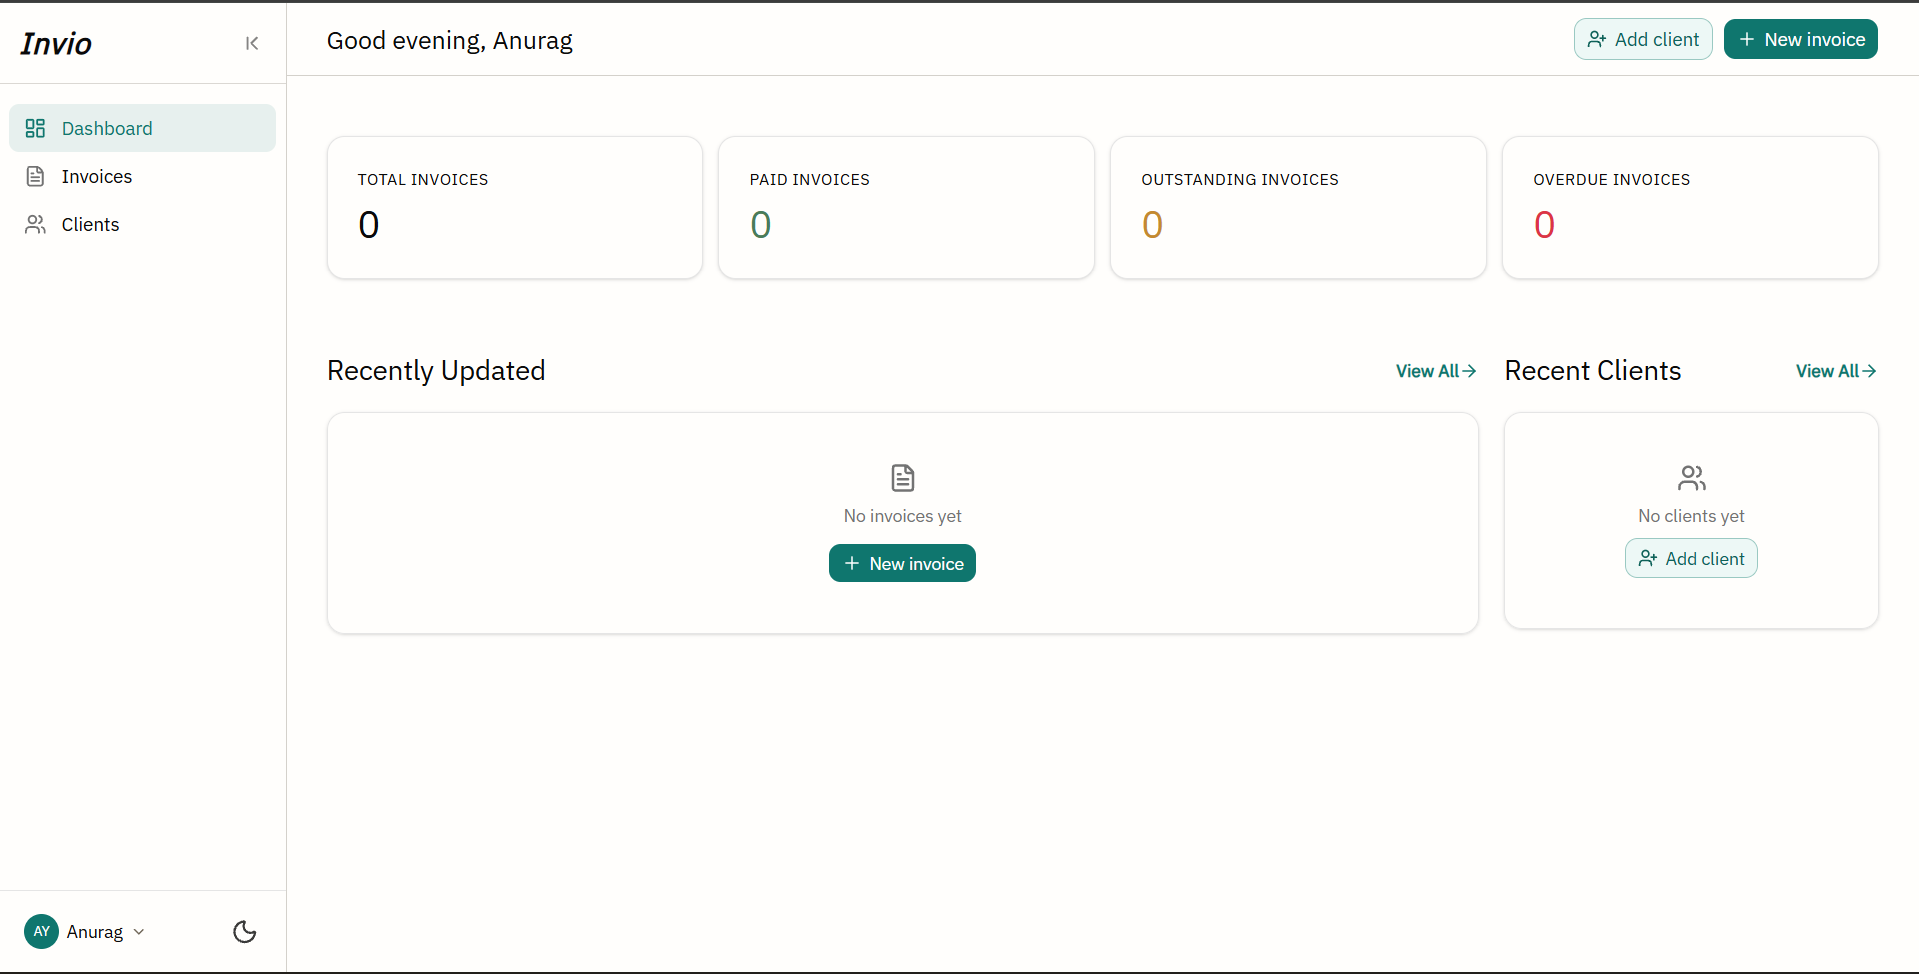 Invio
Good evening, Anurag
Add client
New invoice
Dashboard
Invoices
Clients
TOTAL INVOICES
0
PAID INVOICES
0
OUTSTANDING INVOICES
0
OVERDUE INVOICES
0
Recently Updated
View All
No invoices yet
New invoice
Recent Clients
View All
No clients yet
Add client
AY
Anurag